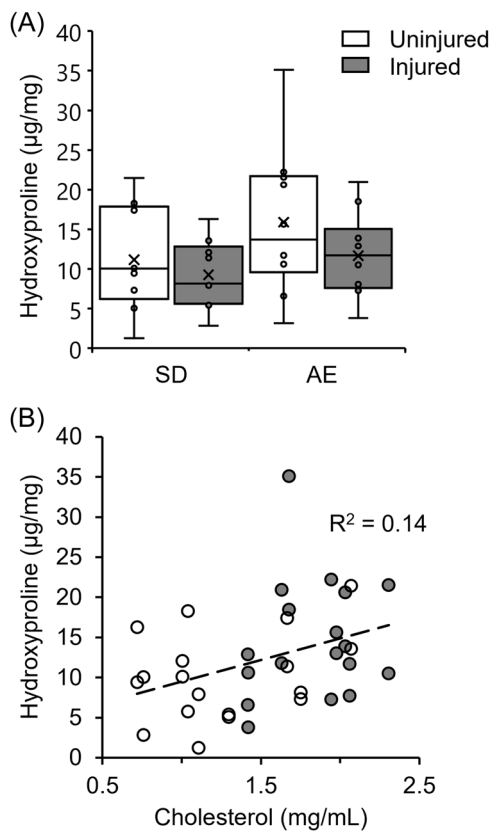 (A)
Hydroxyproline (µg/mg)
40
35
30
25
20
15
10
5
0
Uninjured
Injured
SD
AE
(B)
Hydroxyproline (µg/mg)
40
35
30
25
20
15
10
5
0
R² = 0.14
0.5
1.5
2.5
Cholesterol (mg/mL)